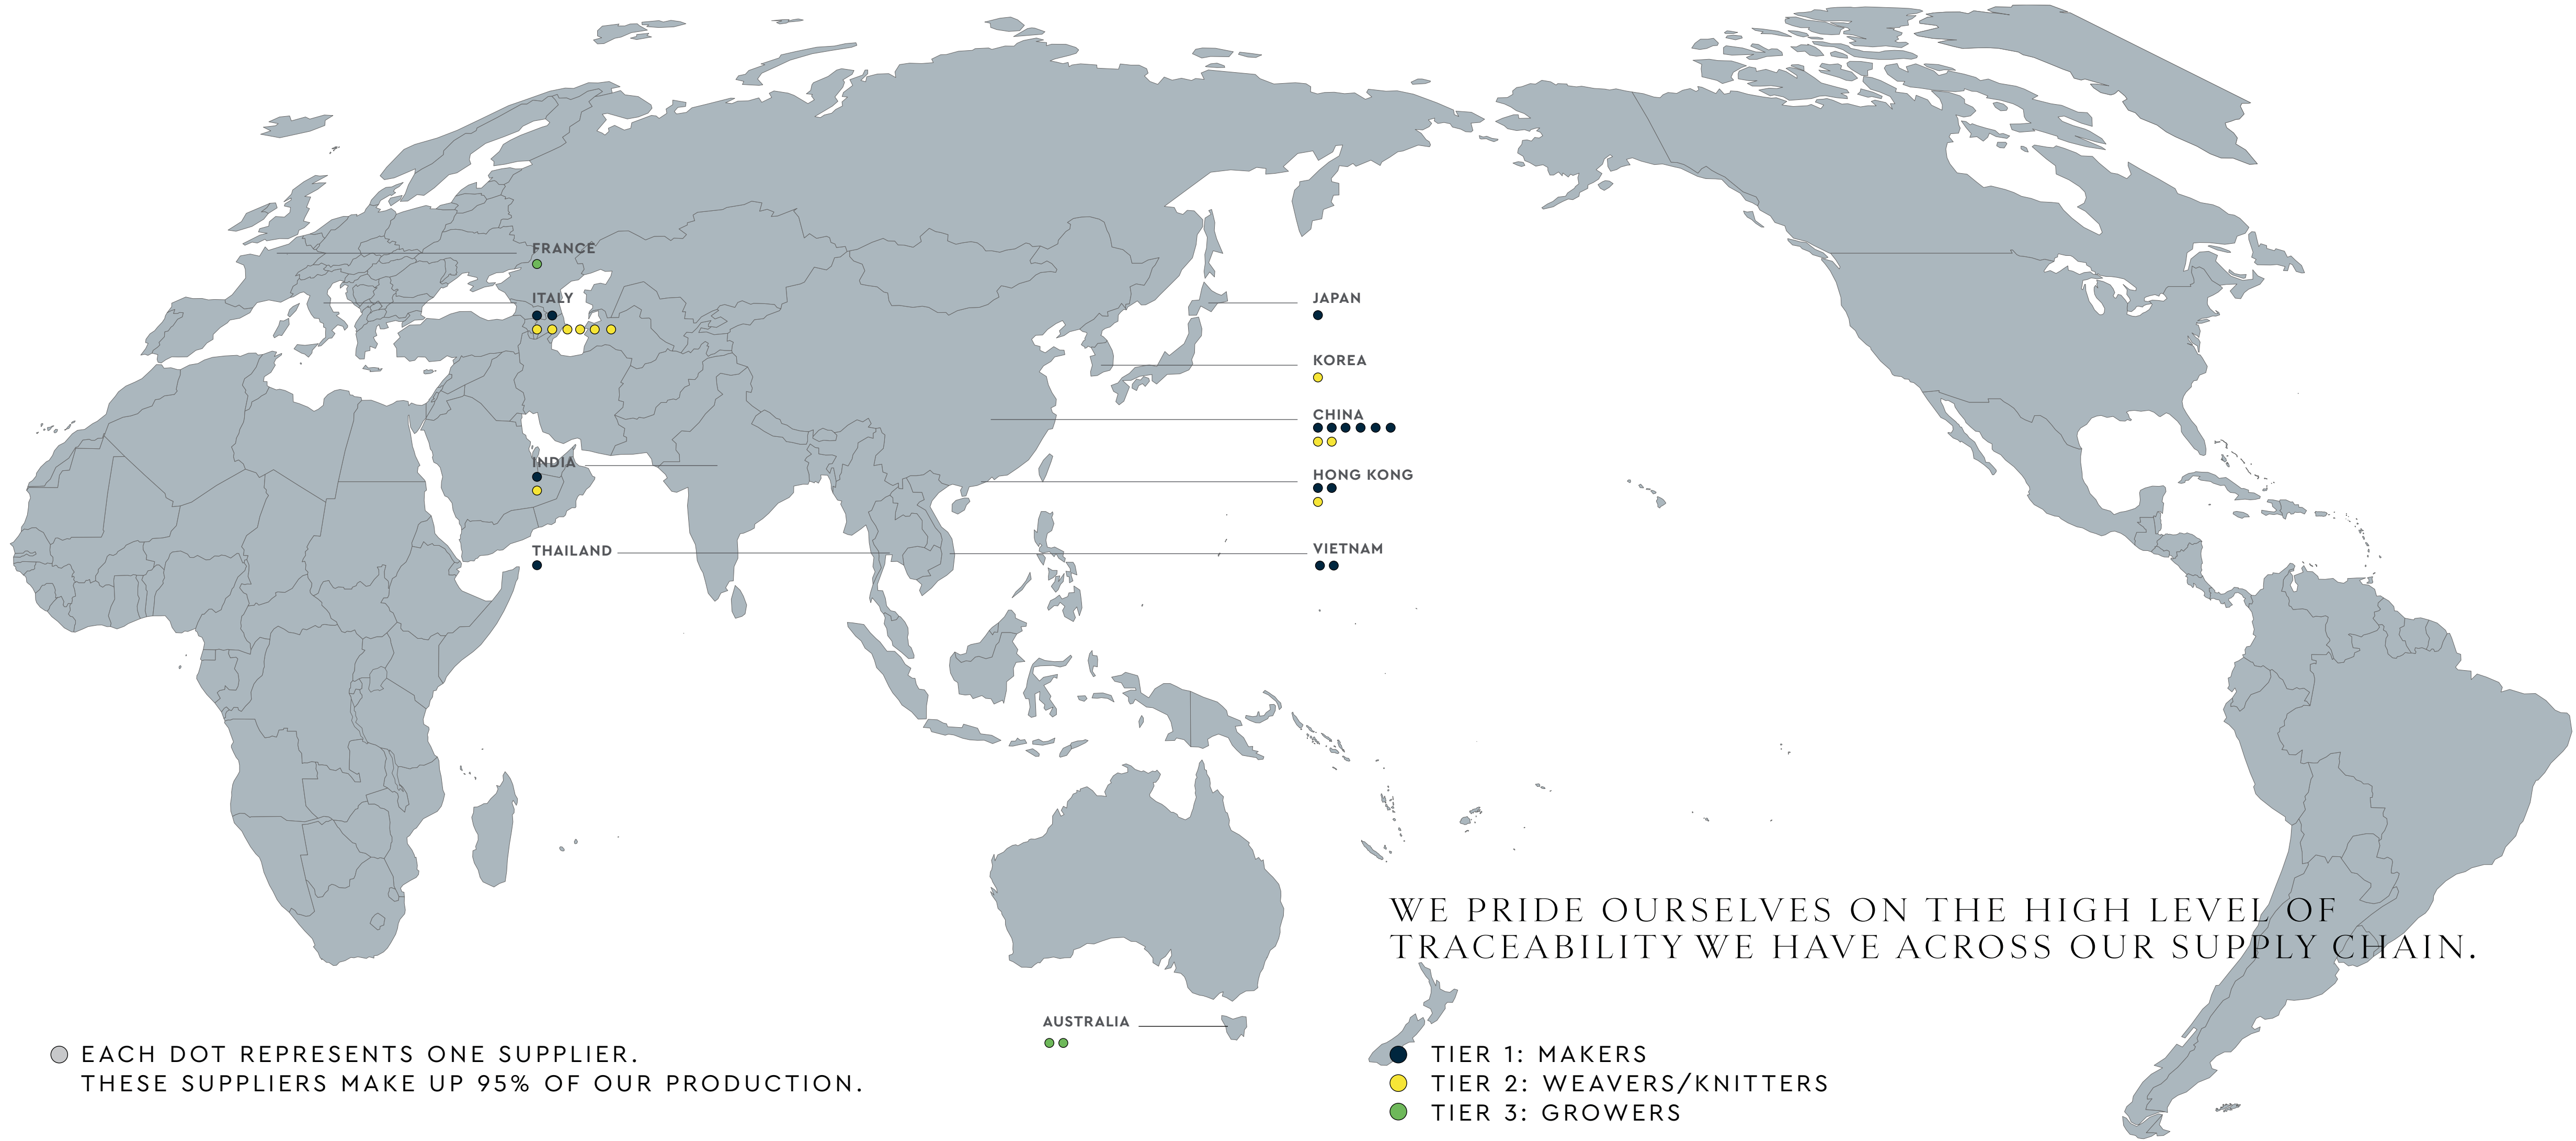 FRANCE
ITALY
JAPAN
KOREA
CHINA
INDIA
HONG KONG
THAILAND
VIETNAM
WE PRIDE OURSELVES ON THE HIGH LEVEL OF
TRACEABILITY WE HAVE ACROSS OUR SUPPLY CHAIN.
AUSTRALIA
EACH DOT REPRESENTS ONE SUPPLIER.
THESE SUPPLIERS MAKE UP 95% OF OUR PRODUCTION.
TIER 1: MAKERS
TIER 2: WEAVERS/KNITTERS
TIER 3: GROWERS